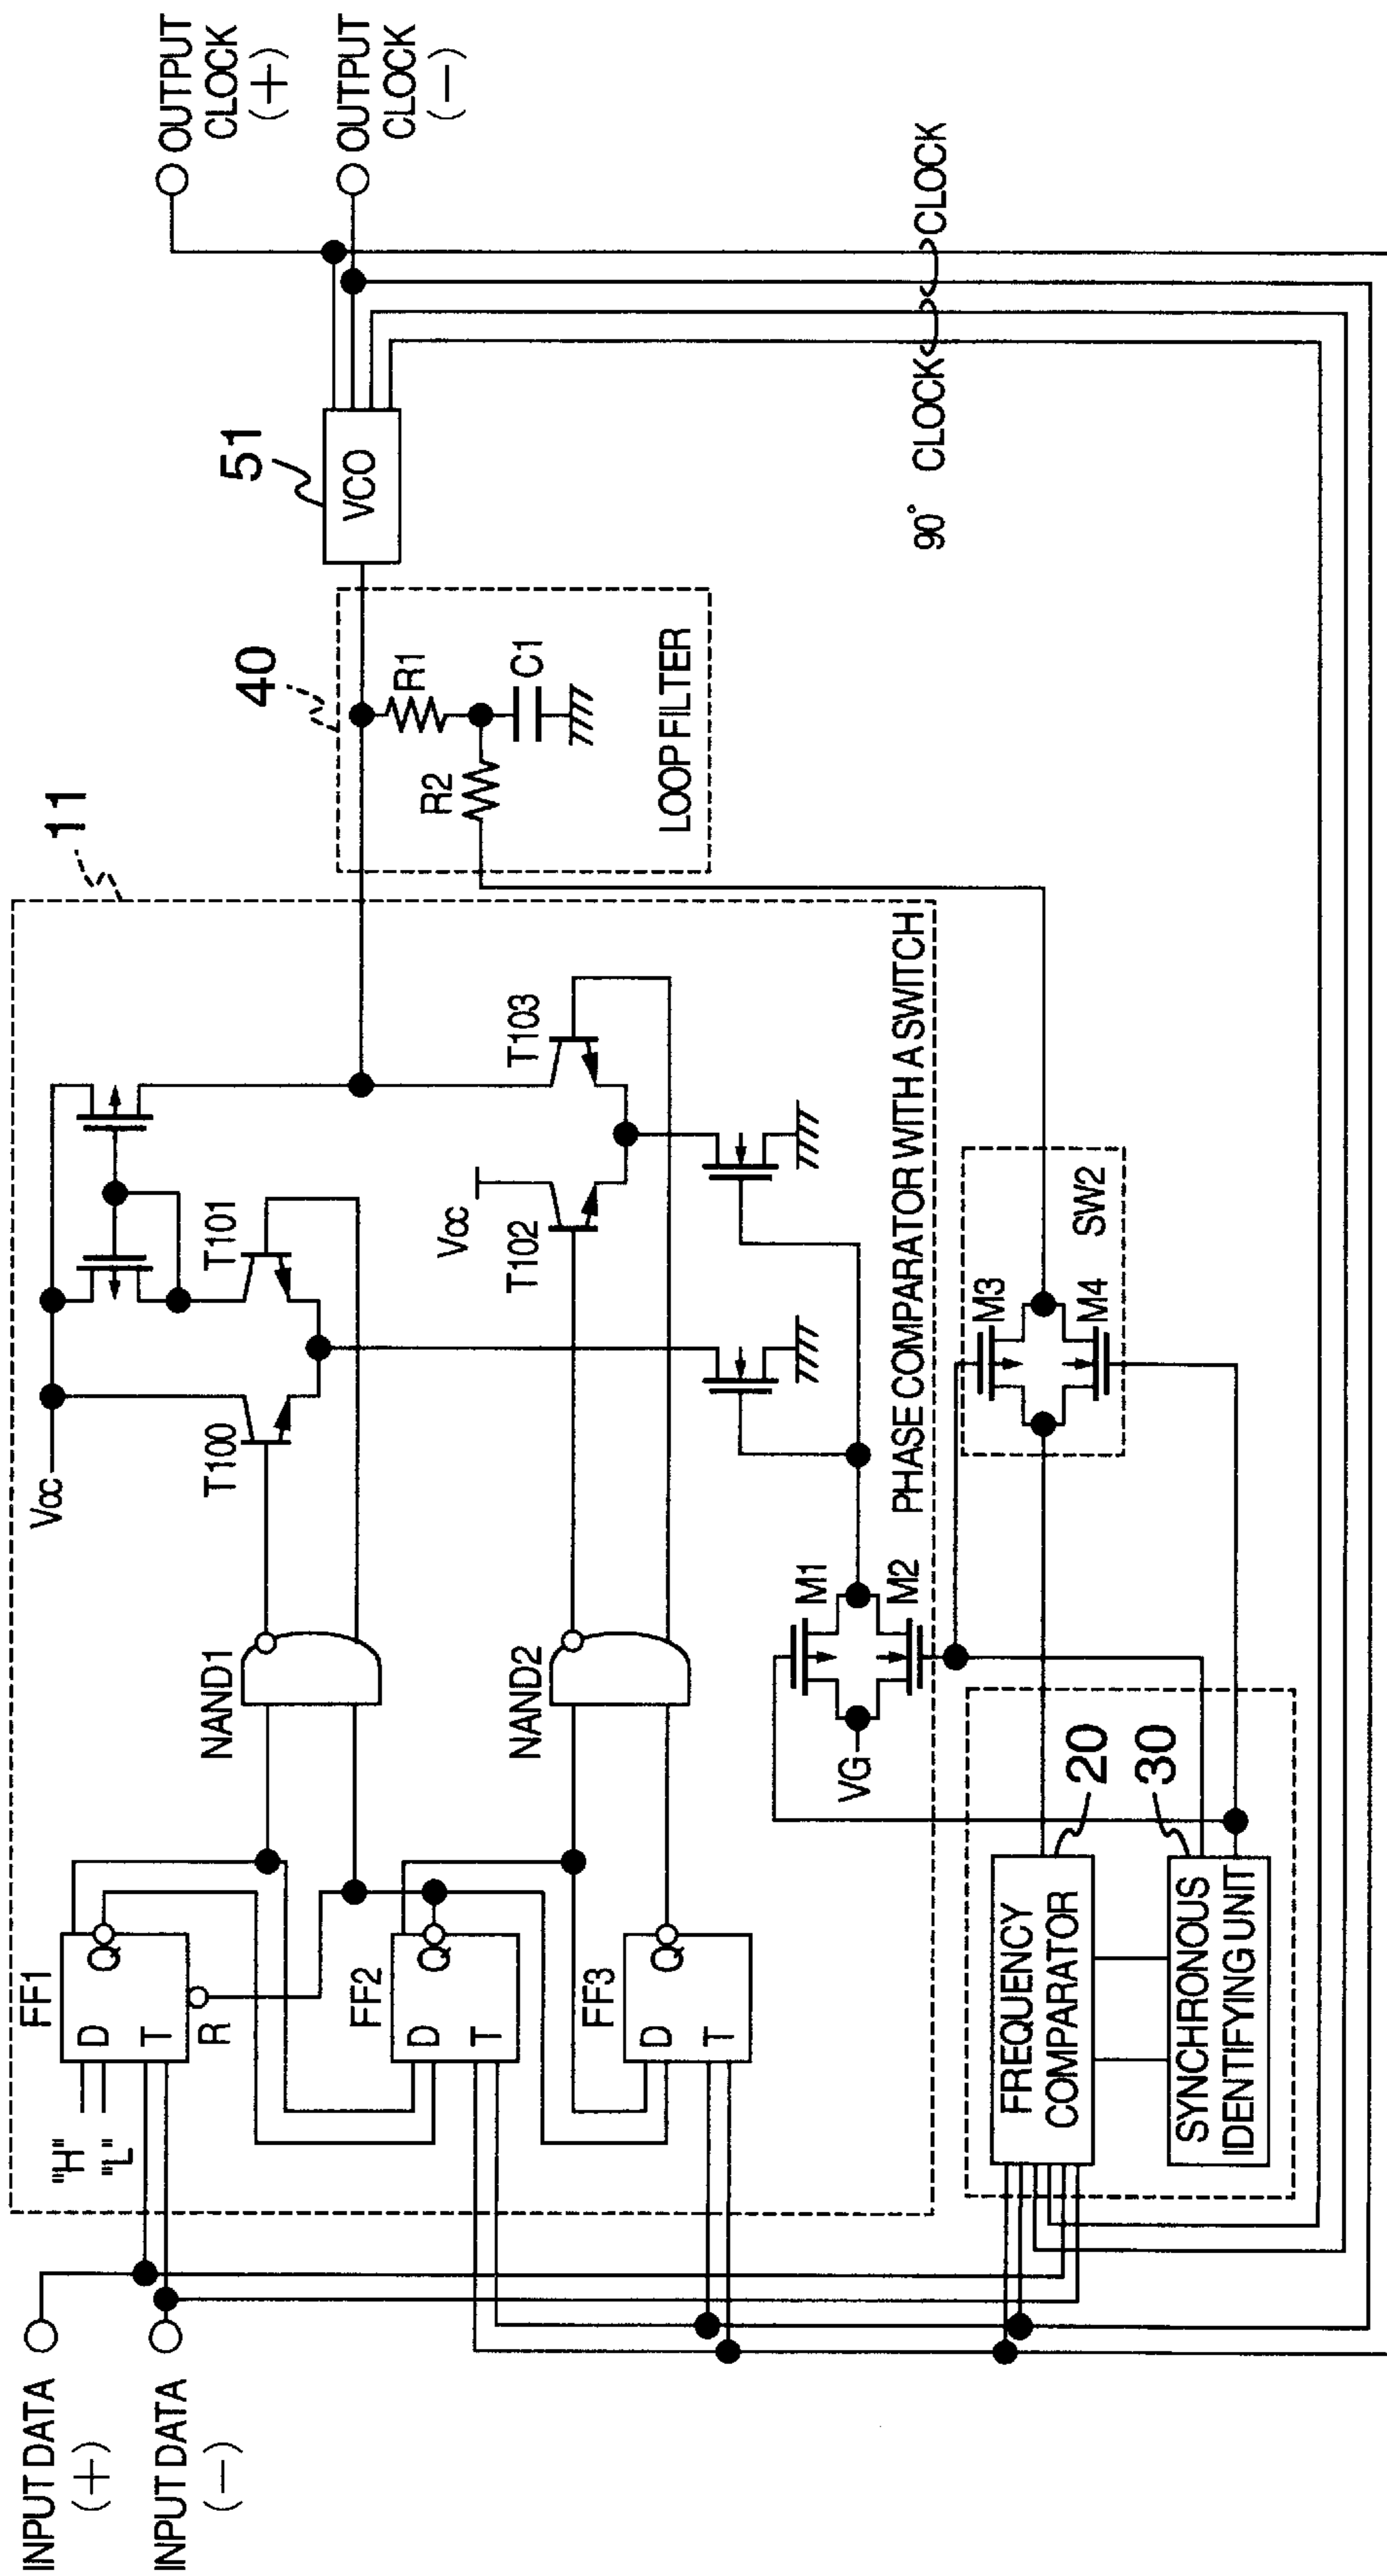 INPUT DATA
(+)
INPUT DATA
(−)
"H"
"L"
FF1
D
Q
T
R
FF2
D
Q
T
FF3
D
Q
T
NAND1
NAND2
Vcc
T100
T101
Vcc
T102
T103
VG
M1
M2
PHASE COMPARATOR WITH A SWITCH
11
40
R1
R2
C1
LOOP FILTER
51
VCO
OUTPUT
CLOCK
(+)
OUTPUT
CLOCK
(−)
FREQUENCY
COMPARATOR
20
30
SYNCHRONOUS
IDENTIFYING UNIT
M3
M4
SW2
90° CLOCK
CLOCK